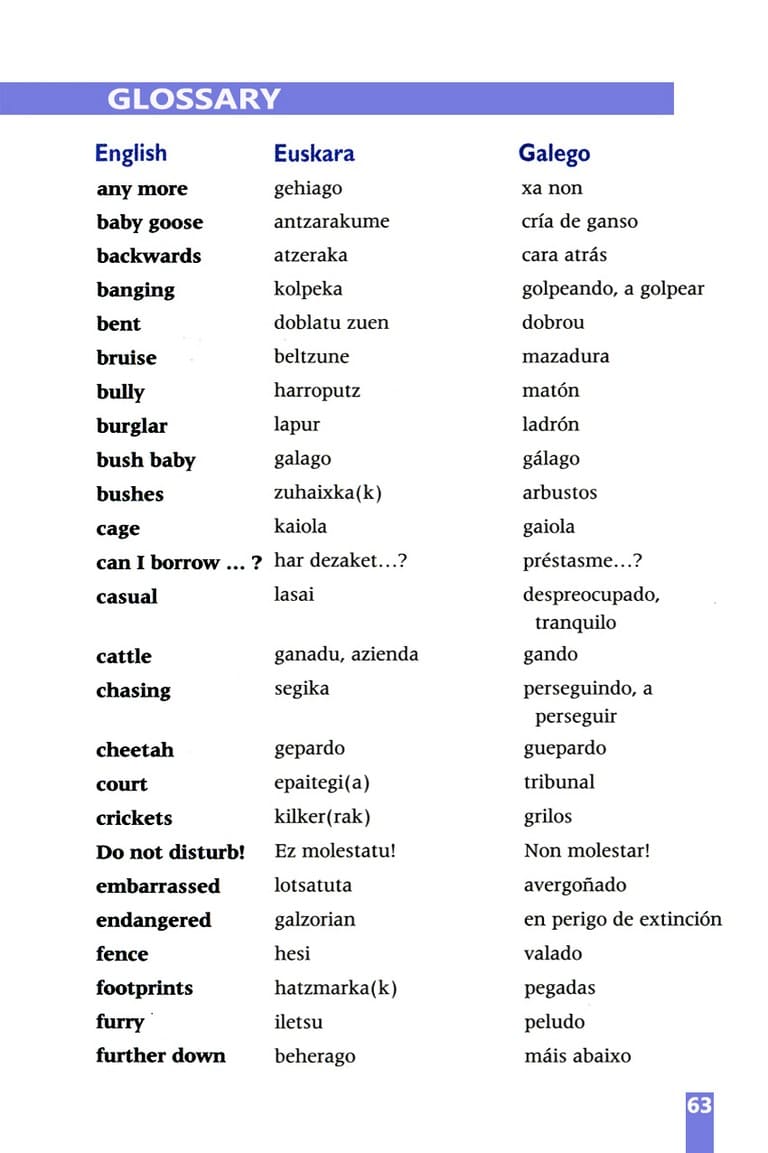 GLOSSARY
English Euskara Galego
any more gehiago xa non
baby goose antzarakume cría de ganso
backwards atzeraka cara atrás
banging kolpeka golpeando, a golpear
bent doblatu zuen dobrou
bruise beltzune mazadura
bully harroputz matón
burglar lapur ladrón
bush baby galago gálago
bushes zuhaixka(k) arbustos
cage kaiola gaiola
can I borrow ... ? har dezaket...? préstasme...?
casual lasai despreocupado,
tranquilo
cattle ganadu, azienda gando
chasing segika perseguindo, a
perseguir
cheetah gepardo guepardo
court epaitegi(a) tribunal
crickets kilker(rak) grilos
Do not disturb! Ez molestatu! Non molestar!
embarrassed lotsatuta avergoñado
endangered galzorian en perigo de extinción
fence hesi valado
footprints hatzmarka(k) pegadas
furry iletsu peludo
further down beherago máis abaixo
63